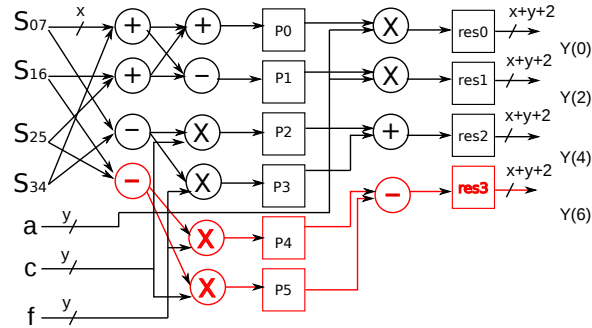 S07 x + + P0 X res0 x+y+2 Y(0)
S16 + - P1 X res1 x+y+2 Y(2)
S25 - X P2 + res2 x+y+2 Y(4)
S34 - X P3 - res3 x+y+2 Y(6)
a y X P4
c y X P5
f y